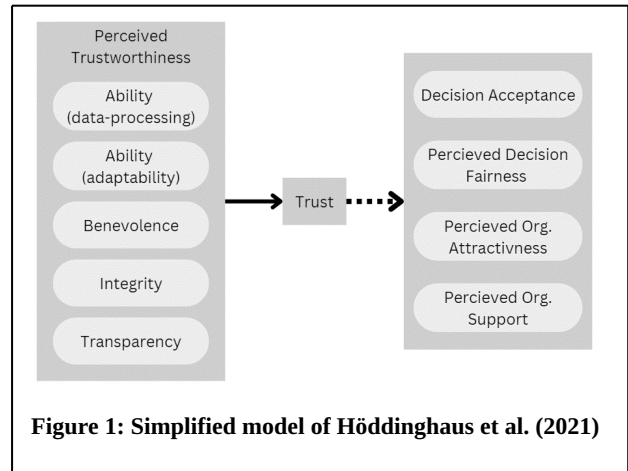 Perceived
Trustworthiness
Ability
(data-processing)
Ability
(adaptability)
Benevolence
Integrity
Transparency
Trust
Decision Acceptance
Percieved Decision
Fairness
Percieved Org.
Attractivness
Percieved Org.
Support
Figure 1: Simplified model of Höddinghaus et al. (2021)